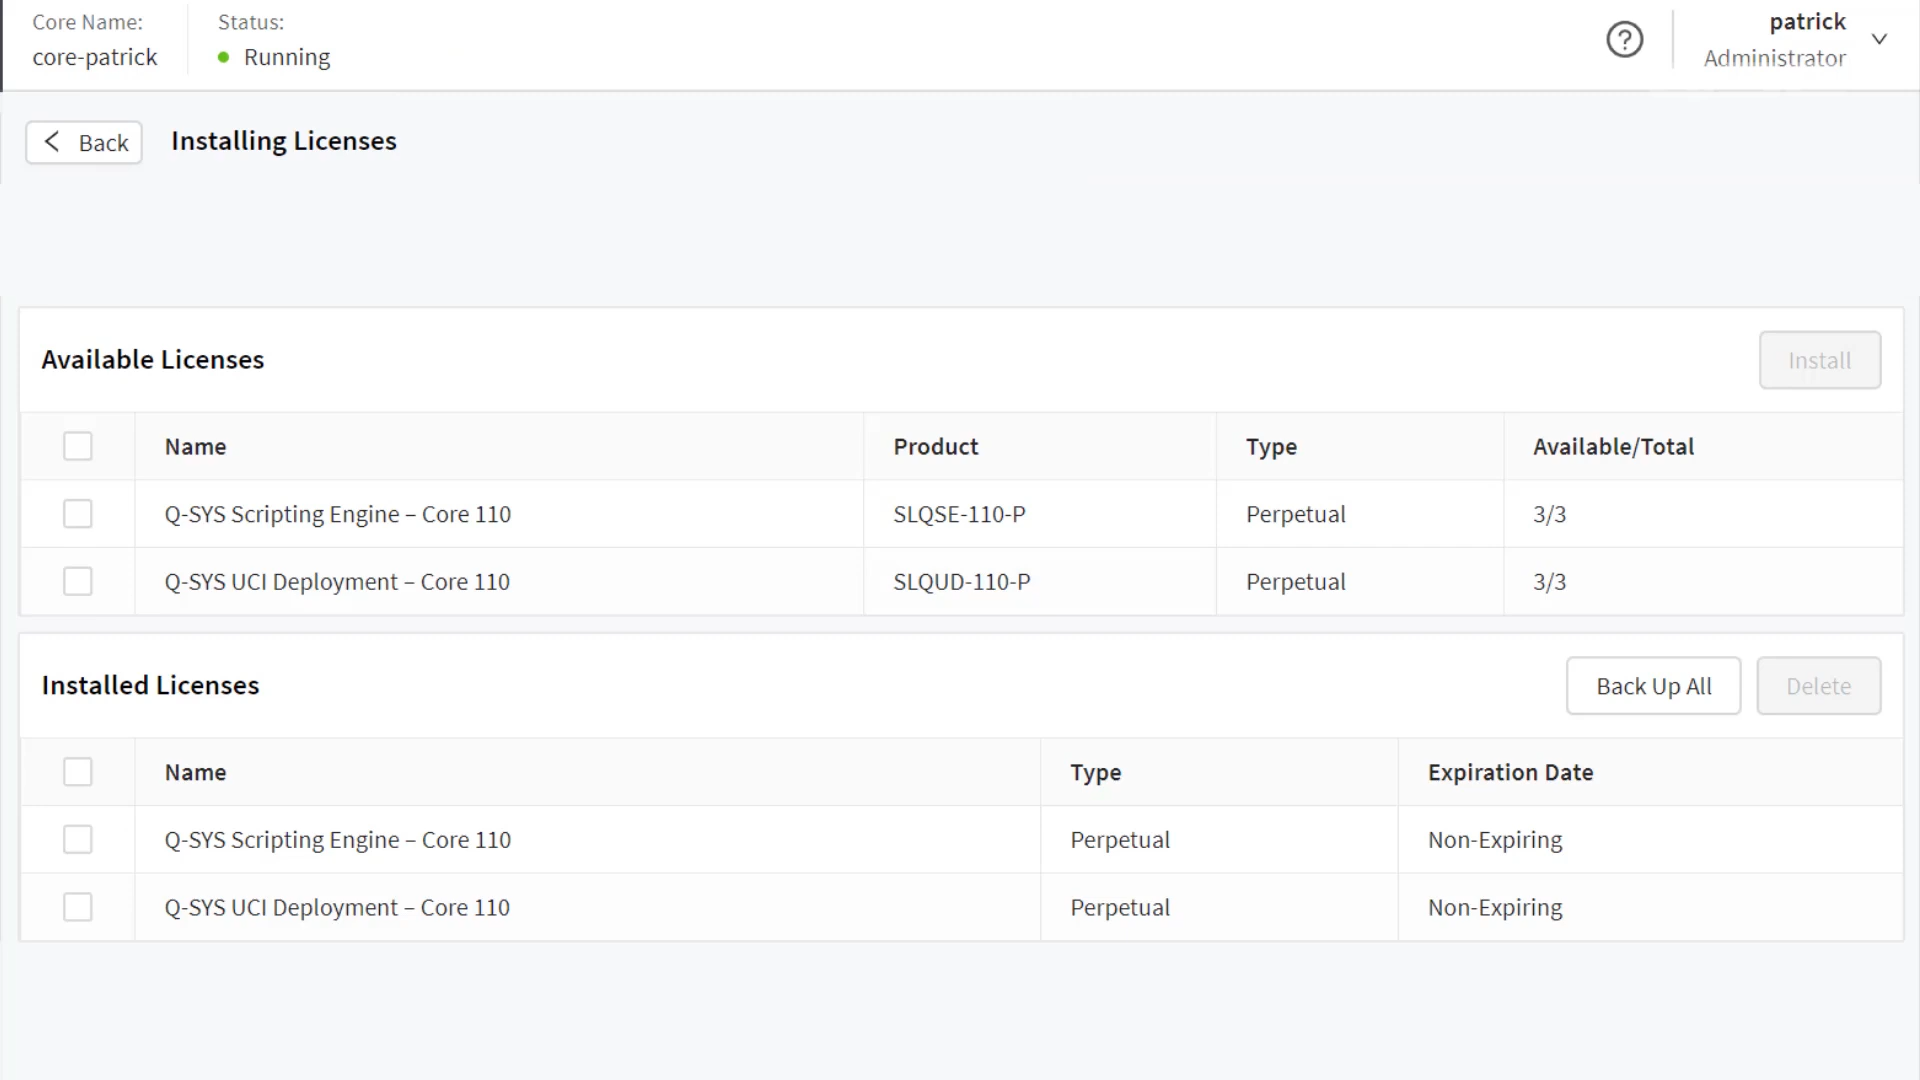 Core Name:
core-patrick
Status:
Running
?
patrick
Administrator
Back
Installing Licenses
Available Licenses
Install
Name Product Type Available/Total
Q-SYS Scripting Engine – Core 110 SLQSE-110-P Perpetual 3/3
Q-SYS UCI Deployment – Core 110 SLQUD-110-P Perpetual 3/3
Installed Licenses
Back Up All
Delete
Name Type Expiration Date
Q-SYS Scripting Engine – Core 110 Perpetual Non-Expiring
Q-SYS UCI Deployment – Core 110 Perpetual Non-Expiring